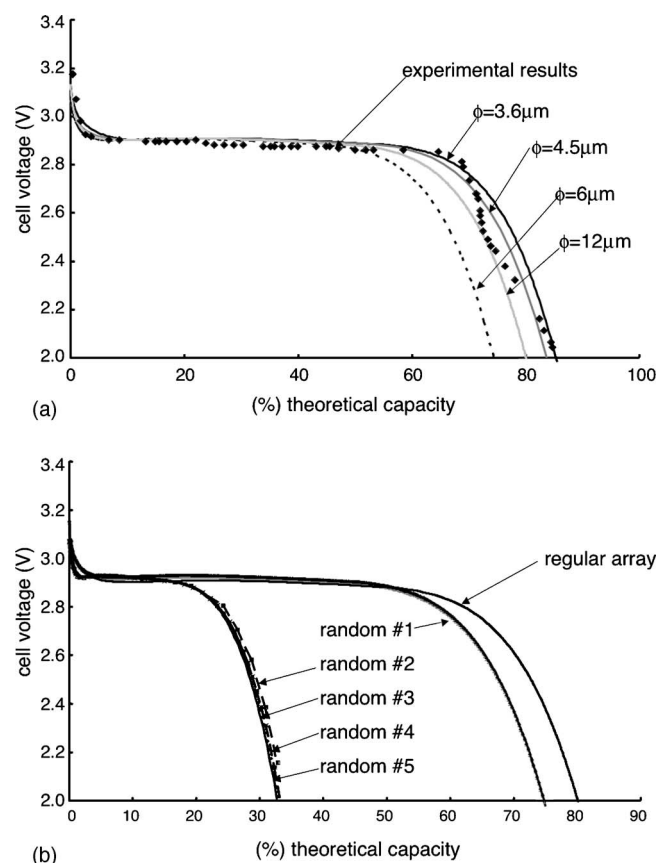 3.4
3.2
3.0
2.8
2.6
2.4
2.2
2.0
cell voltage (V)
experimental results
ϕ=3.6μm
ϕ=4.5μm
ϕ=6μm
ϕ=12μm
0 20 40 60 80 100
(a) (%) theoretical capacity
3.4
3.2
3.0
2.8
2.6
2.4
2.2
2.0
cell voltage (V)
regular array
random #1
random #2
random #3
random #4
random #5
0 10 20 30 40 50 60 70 80 90
(b) (%) theoretical capacity